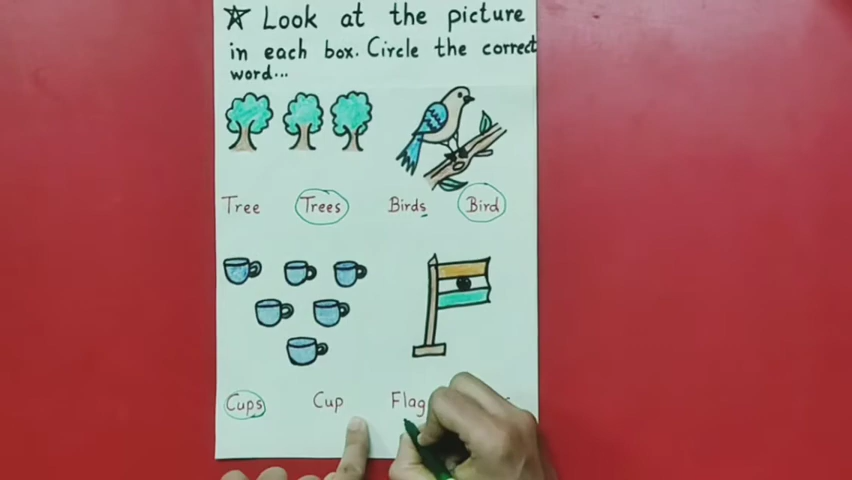 Look at the picture
in each box. Circle the correct
word...
Tree Trees Birds Bird
Cups Cup Flag